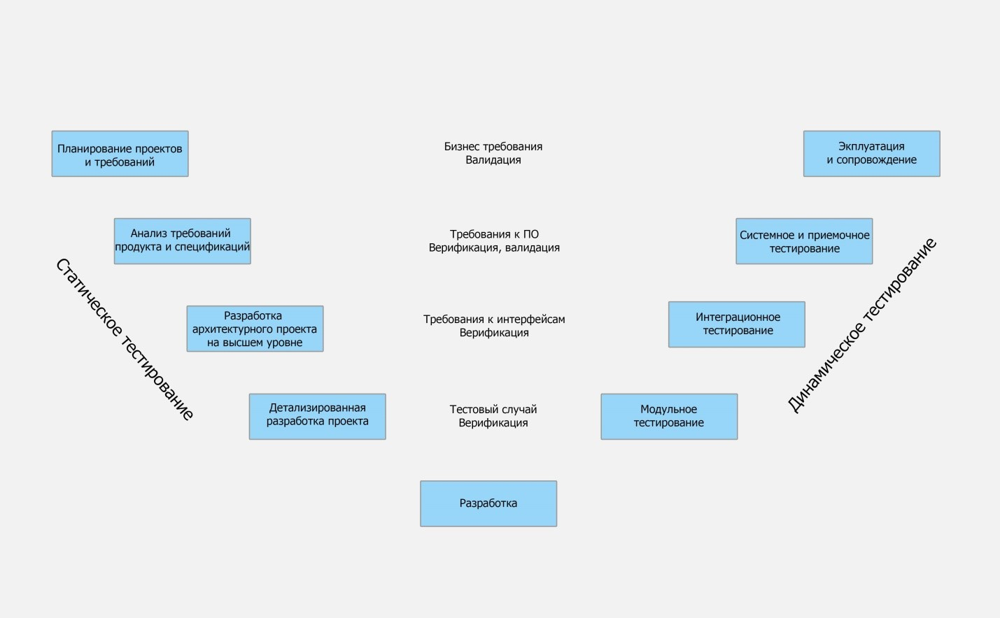 Планирование проектов
и требований
Бизнес требования
Валидация
Экплуатация
и сопровождение
Анализ требований
продукта и спецификаций
Требования к ПО
Верификация, валидация
Системное и приемочное
тестирование
Статическое тестирование
Динамическое тестирование
Разработка
архитектурного проекта
на высшем уровне
Требования к интерфейсам
Верификация
Интеграционное
тестирование
Детализированная
разработка проекта
Тестовый случай
Верификация
Модульное
тестирование
Разработка